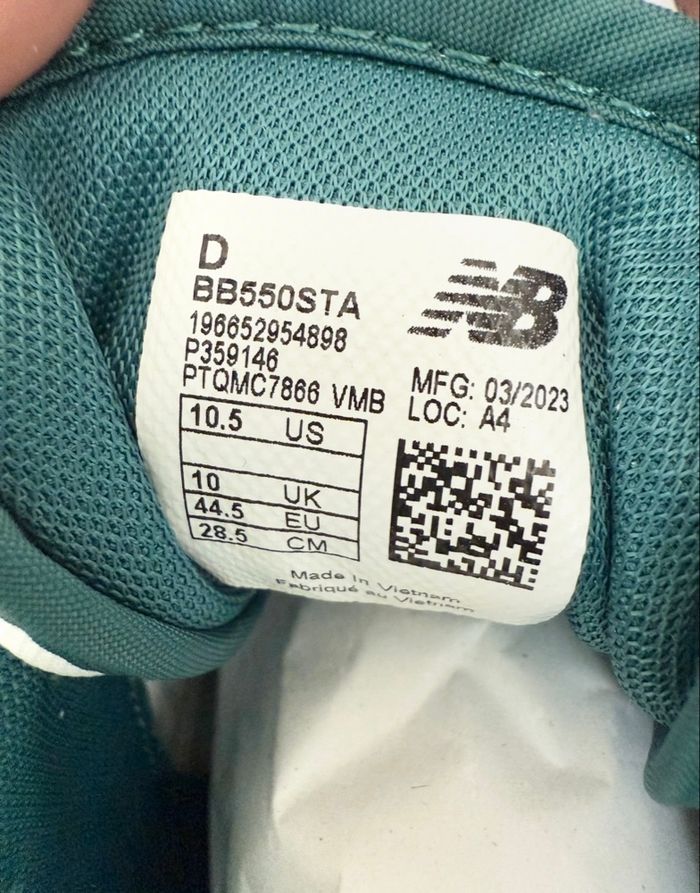 D
BB550STA
196652954898
P359146
PTQMC7866 VMB
NB
MFG: 03/2023
LOC: A4
10.5 US
10 UK
44.5 EU
28.5 CM
Made In Vietnam
Fabriqué au Vietnam